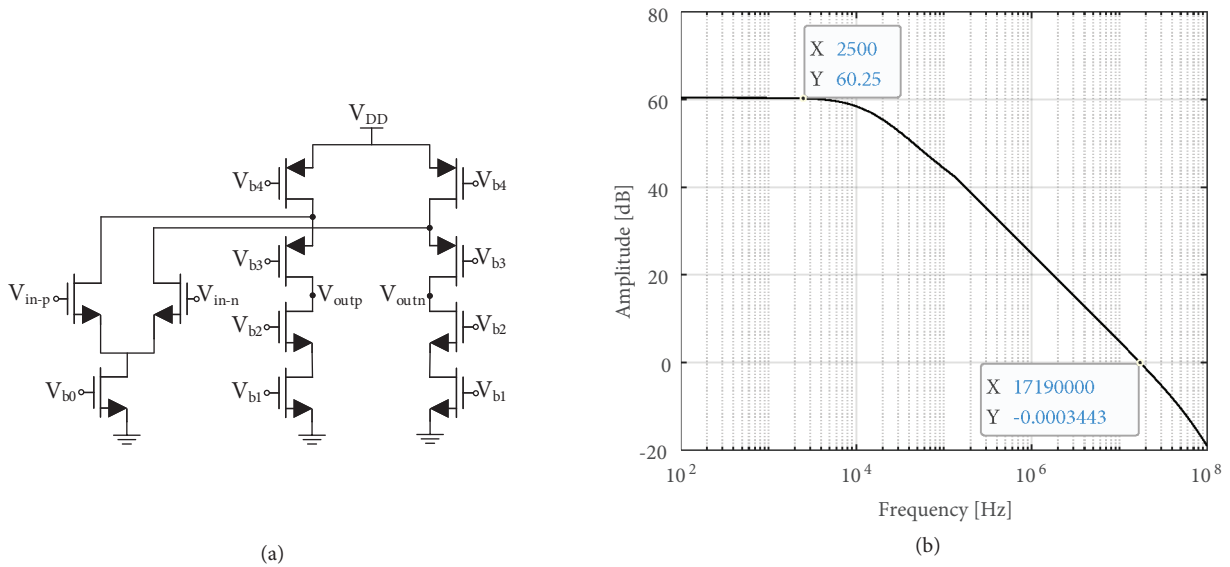 V_DD
V_b4
V_b4
V_b3
V_b3
V_in-p
V_in-n
V_outp
V_outn
V_b2
V_b2
V_b0
V_b1
V_b1
(a)
80
60
40
20
0
-20
Amplitude [dB]
X 2500
Y 60.25
X 17190000
Y -0.0003443
10^2
10^4
10^6
10^8
Frequency [Hz]
(b)